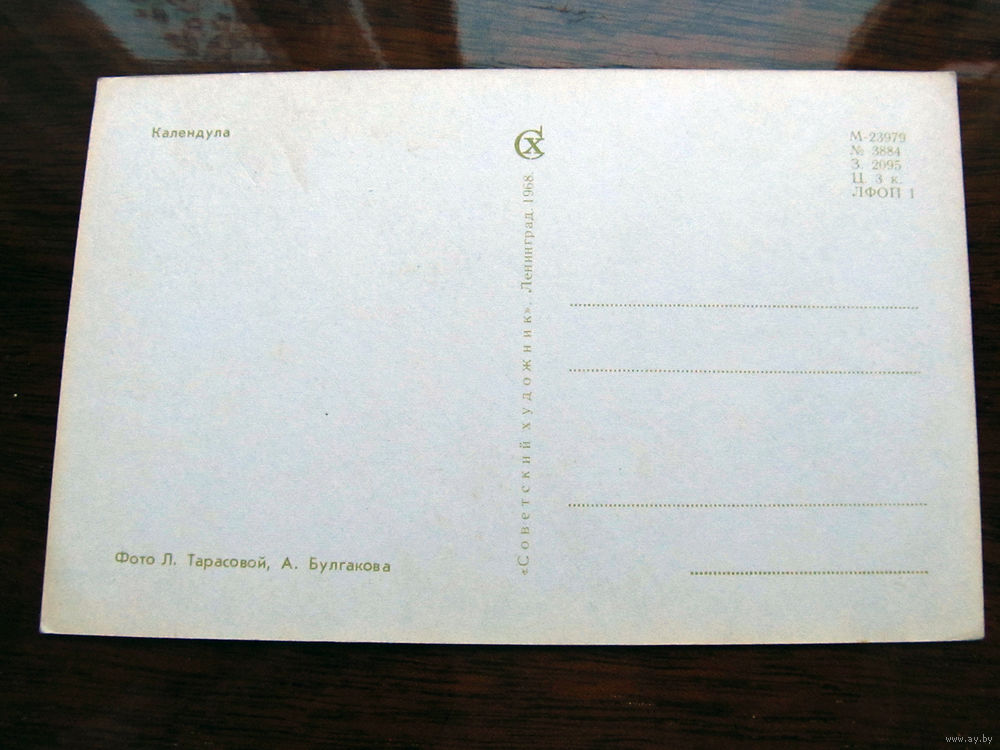 Календула
СХ
М-23979
№ 3884
З. 2095
Ц. 3 к.
ЛФОП 1
«Советский художник». Ленинград. 1968.
Фото Л. Тарасовой, А. Булгакова
www.ay.by